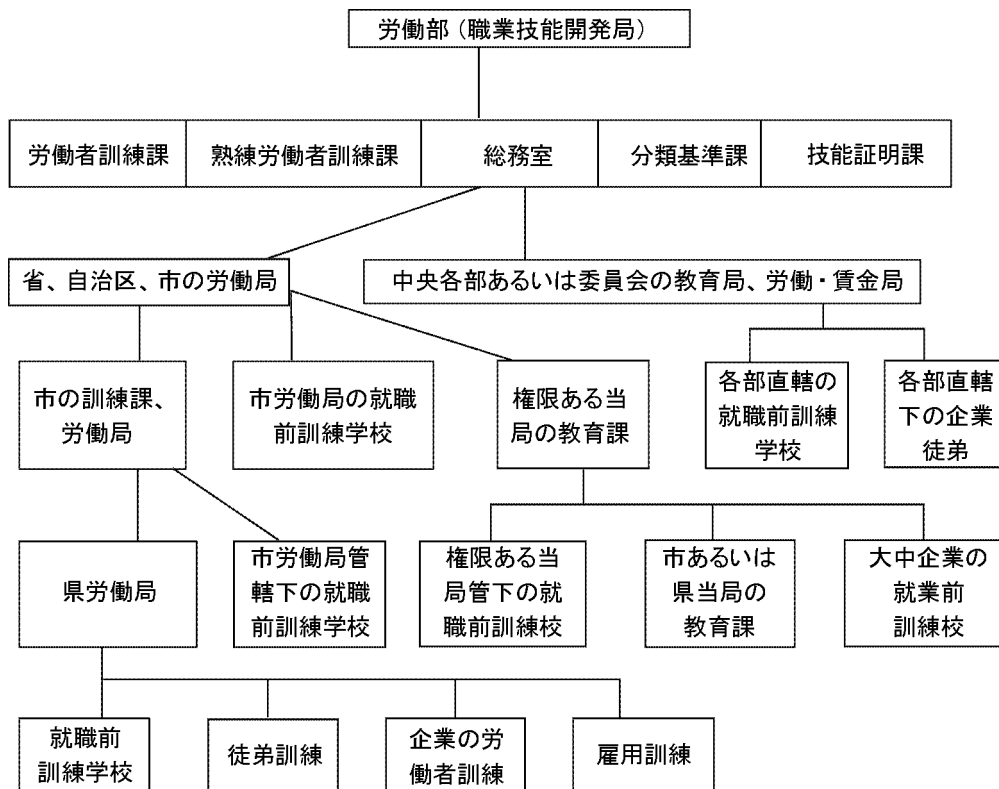 労働部（職業技能開発局）
労働者訓練課
熟練労働者訓練課
総務室
分類基準課
技能証明課
省、自治区、市の労働局
中央各部あるいは委員会の教育局、労働・賃金局
市の訓練課、
労働局
市労働局の就職
前訓練学校
権限ある当
局の教育課
各部直轄の
就職前訓練
学校
各部直轄
下の企業
徒弟
県労働局
市労働局管
轄下の就職
前訓練学校
権限ある当
局管下の就
職前訓練校
市あるいは
県当局の
教育課
大中企業の
就業前
訓練校
就職前
訓練学校
徒弟訓練
企業の労
働者訓練
雇用訓練